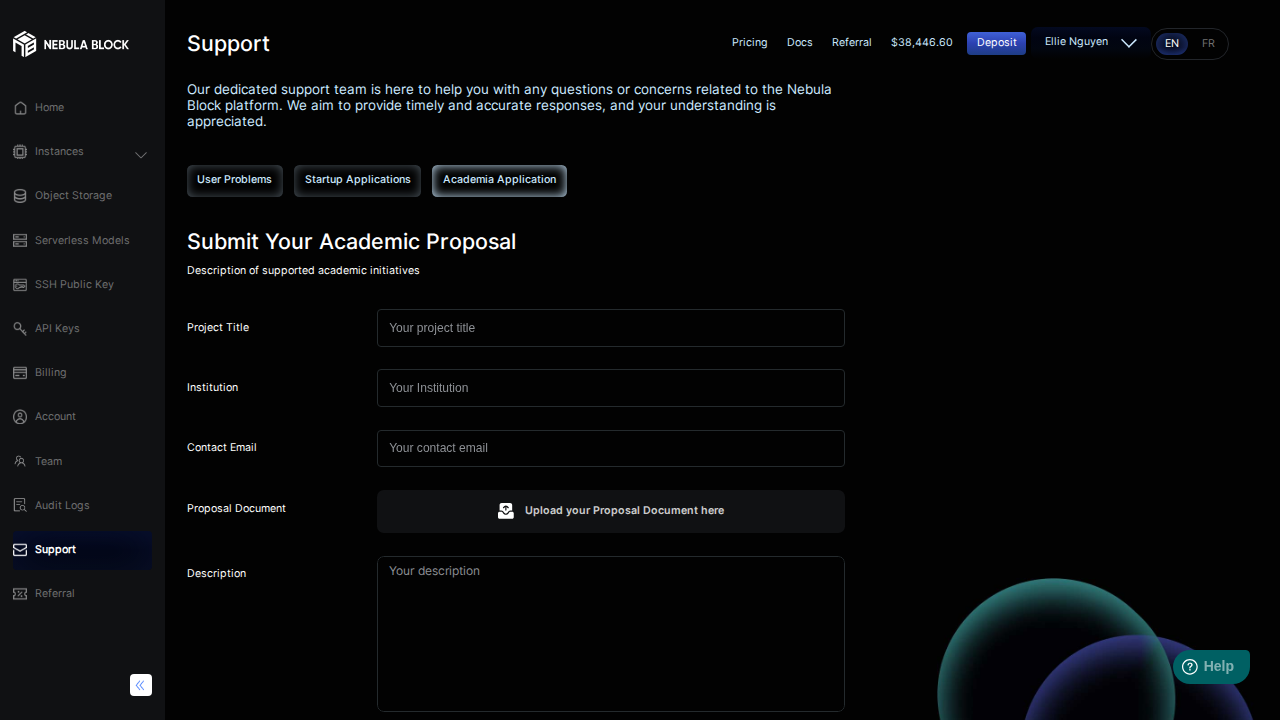 NEBULA BLOCK
Home
Instances
Object Storage
Serverless Models
SSH Public Key
API Keys
Billing
Account
Team
Audit Logs
Support
Referral
Support
Pricing
Docs
Referral
$38,446.60
Deposit
Ellie Nguyen
EN
FR
Our dedicated support team is here to help you with any questions or concerns related to the Nebula
Block platform. We aim to provide timely and accurate responses, and your understanding is
appreciated.
User Problems
Startup Applications
Academia Application
Submit Your Academic Proposal
Description of supported academic initiatives
Project Title
Your project title
Institution
Your Institution
Contact Email
Your contact email
Proposal Document
Upload your Proposal Document here
Description
Your description
Help